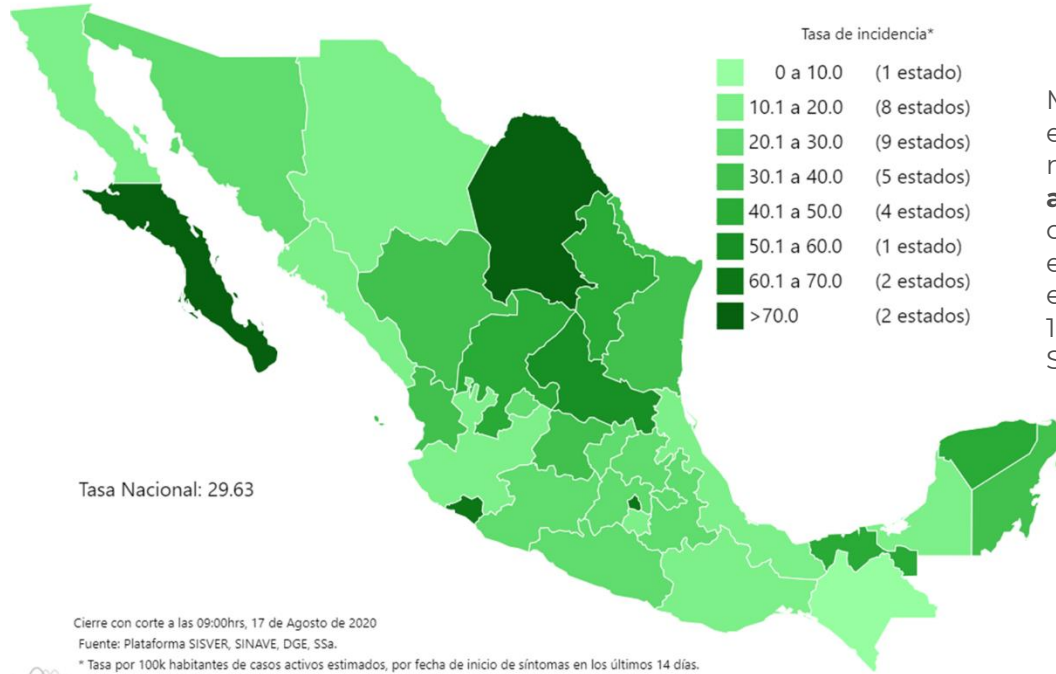 Tasa de incidencia*
0 a 10.0 (1 estado)
10.1 a 20.0 (8 estados)
20.1 a 30.0 (9 estados)
30.1 a 40.0 (5 estados)
40.1 a 50.0 (4 estados)
50.1 a 60.0 (1 estado)
60.1 a 70.0 (2 estados)
>70.0 (2 estados)
Tasa Nacional: 29.63
Cierre con corte a las 09:00hrs, 17 de Agosto de 2020
Fuente: Plataforma SISVER, SINAVE, DGE, SSa.
* Tasa por 100k habitantes de casos activos estimados, por fecha de inicio de síntomas en los últimos 14 días.